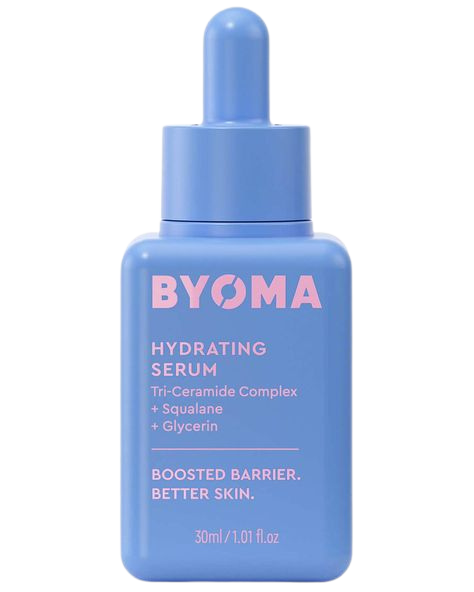 BYOMA
HYDRATING
SERUM
Tri-Ceramide Complex
+ Squalane
+ Glycerin
BOOSTED BARRIER.
BETTER SKIN.
30ml/1.01 fl.oz